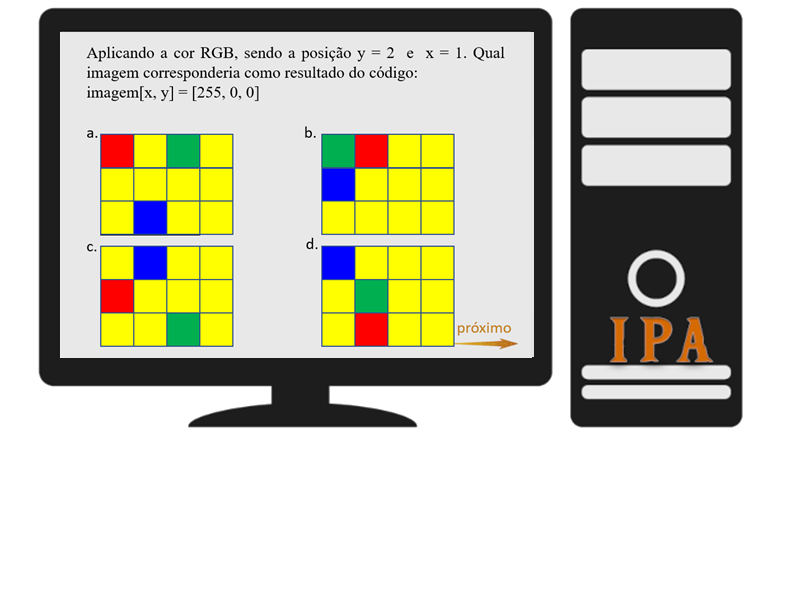 Aplicando a cor RGB, sendo a posição y = 2 e x = 1. Qual
imagem corresponderia como resultado do código:
imagem[x, y] = [255, 0, 0]
a.
b.
c.
d.
próximo
IPA